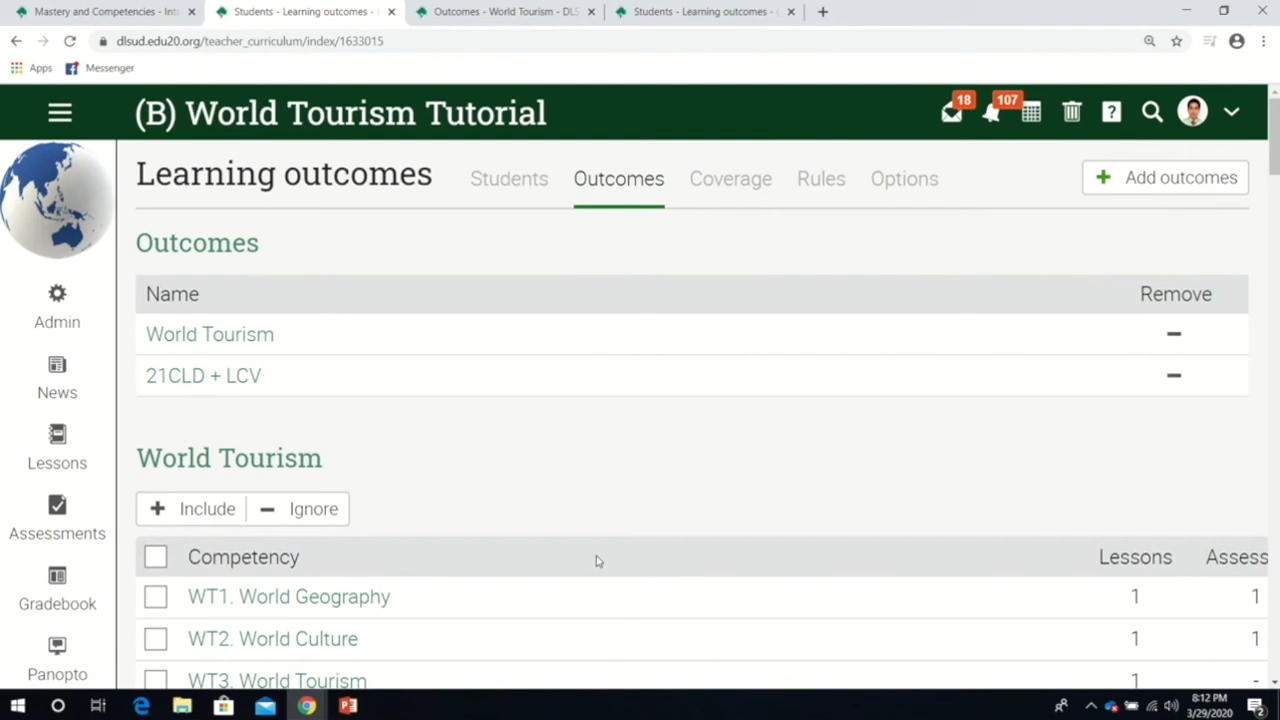 Mastery and Competencies - Int
Students - Learning outcomes -
Outcomes - World Tourism - DLS
Students - Learning outcomes -
dlsud.edu20.org/teacher_curriculum/index/1633015
Apps
Messenger
(B) World Tourism Tutorial
18
107
Learning outcomes
Students
Outcomes
Coverage
Rules
Options
Add outcomes
Outcomes
Name
Remove
World Tourism
21CLD + LCV
World Tourism
Include
Ignore
Competency
Lessons
Assess
WT1. World Geography
1
1
WT2. World Culture
1
1
WT3. World Tourism
1
-
Admin
News
Lessons
Assessments
Gradebook
Panopto
8:12 PM
3/29/2020
2